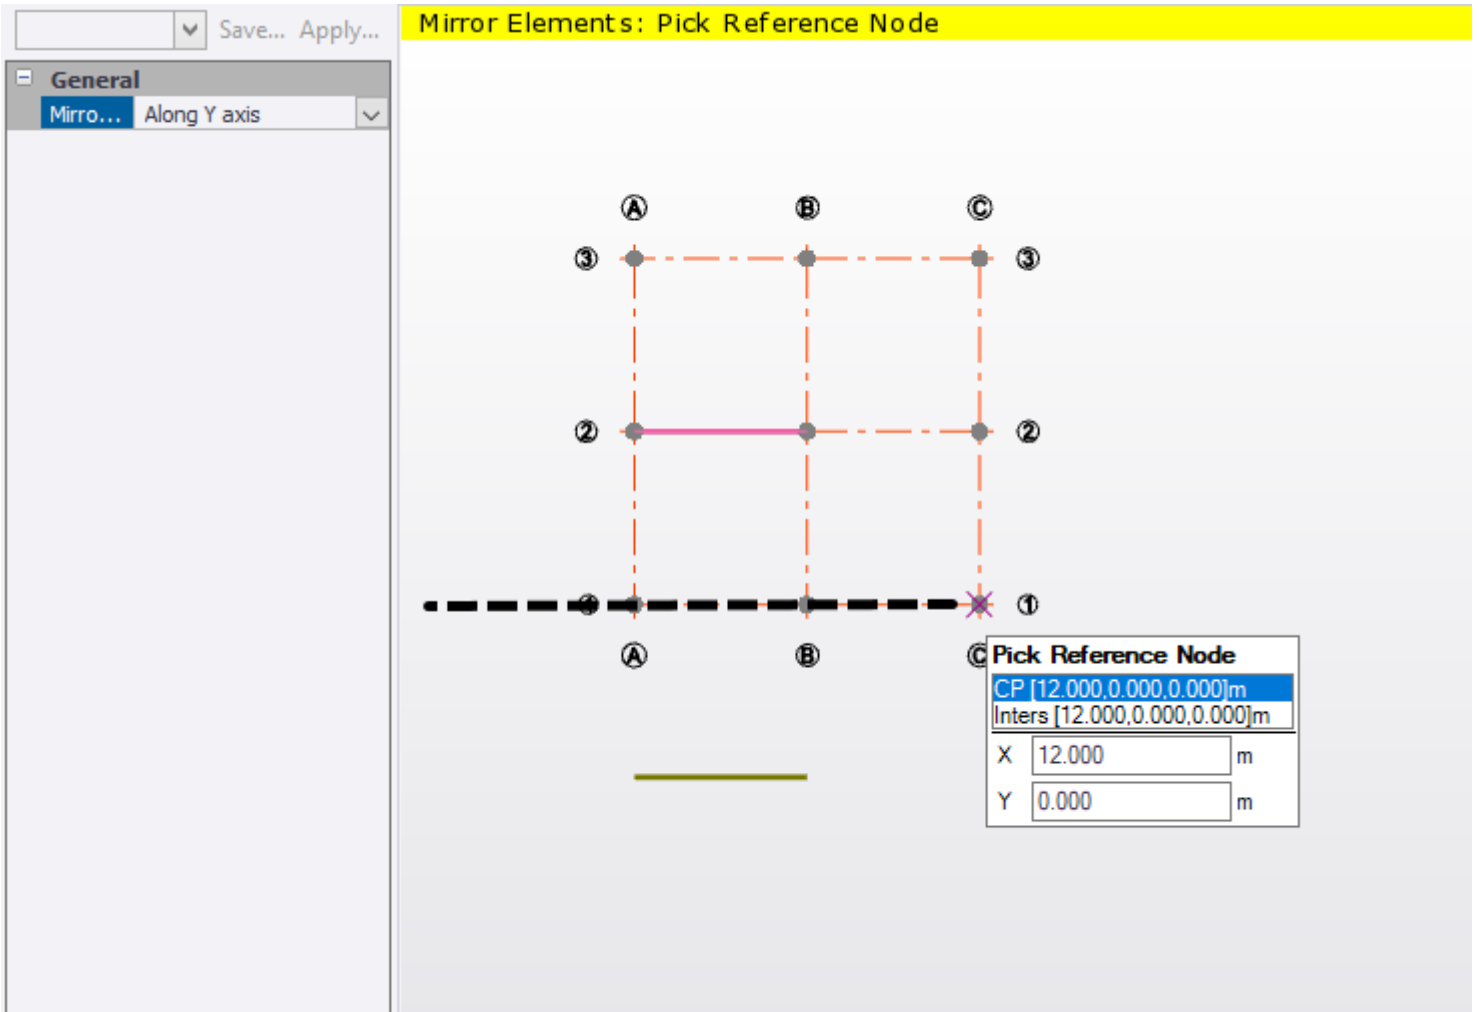 Save... Apply...
Mirror Elements: Pick Reference Node
General
Mirro... Along Y axis
A B C
3 3
2 2
1
A B C
Pick Reference Node
CP [12.000,0.000,0.000]m
Inters [12.000,0.000,0.000]m
X 12.000 m
Y 0.000 m